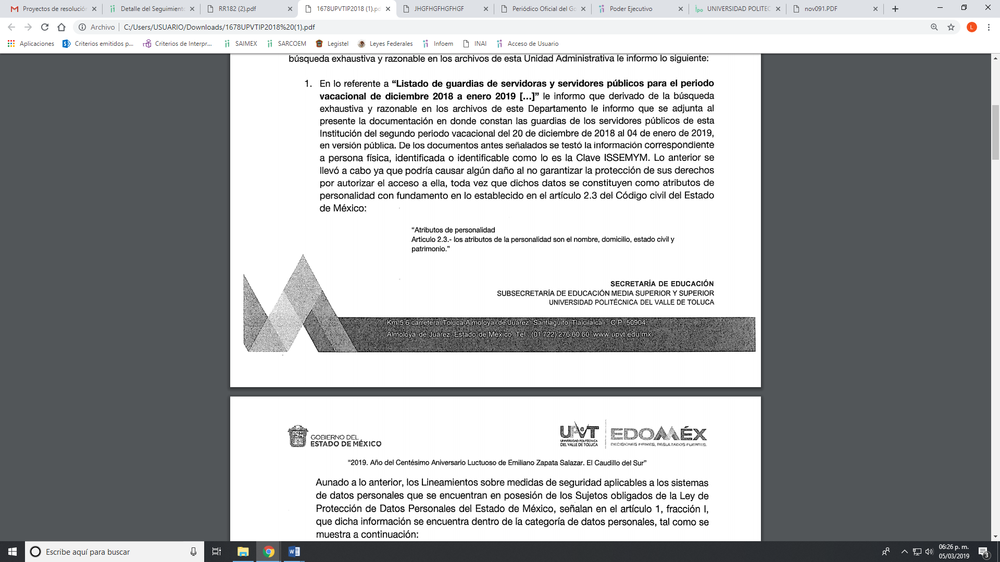 Proyectos de resolución
Detalle del Seguimiento
RR182 (2).pdf
1678UPVTIP2018 (1).pd
JHGFHGFHGFHGF
Periódico Oficial del Go
Poder Ejecutivo
UNIVERSIDAD POLITEC
nov091.PDF
Archivo | C:/Users/USUARIO/Downloads/1678UPVTIP2018%20(1).pdf
L
Aplicaciones
Criterios emitidos p...
Criterios de Interpr...
SAIMEX
SARCOEM
Legistel
Leyes Federales
Infoem
INAI
Acceso de Usuario
búsqueda exhaustiva y razonable en los archivos de esta Unidad Administrativa le informo lo siguiente:
1. En lo referente a “Listado de guardias de servidoras y servidores públicos para el periodo
vacacional de diciembre 2018 a enero 2019 [...]” le informo que derivado de la búsqueda
exhaustiva y razonable en los archivos de este Departamento le informo que se adjunta al
presente la documentación en donde constan las guardias de los servidores públicos de esta
Institución del segundo periodo vacacional del 20 de diciembre de 2018 al 04 de enero de 2019,
en versión pública. De los documentos antes señalados se testó la información correspondiente
a persona física, identificada o identificable como lo es la Clave ISSEMYM. Lo anterior se
llevó a cabo ya que podría causar algún daño al no garantizar la protección de sus derechos
por autorizar el acceso a ella, toda vez que dichos datos se constituyen como atributos de
personalidad con fundamento en lo establecido en el artículo 2.3 del Código civil del Estado
de México:
“Atributos de personalidad
Articulo 2.3.- los atributos de la personalidad son el nombre, domicilio, estado civil y
patrimonio.”
SECRETARÍA DE EDUCACIÓN
SUBSECRETARÍA DE EDUCACIÓN MEDIA SUPERIOR Y SUPERIOR
UNIVERSIDAD POLITÉCNICA DEL VALLE DE TOLUCA
Km 5.6 carretera Toluca-Almoloya de Juárez, Santiaguito Tlalcilalcali, C.P. 50904,
Almoloya de Juárez, Estado de México, Tel.: (01 722) 276 60 60 www.upvt.edu.mx
GOBIERNO DEL
ESTADO DE MÉXICO
UPVT
UNIVERSIDAD POLITÉCNICA
DEL VALLE DE TOLUCA
EDOMÉX
DECISIONES FIRMES, RESULTADOS FUERTES.
“2019. Año del Centésimo Aniversario Luctuoso de Emiliano Zapata Salazar. El Caudillo del Sur”
Aunado a lo anterior, los Lineamientos sobre medidas de seguridad aplicables a los sistemas
de datos personales que se encuentran en posesión de los Sujetos obligados de la Ley de
Protección de Datos Personales del Estado de México, señalan en el artículo 1, fracción I,
que dicha información se encuentra dentro de la categoría de datos personales, tal como se
muestra a continuación:
Escribe aquí para buscar
06:26 p. m.
05/03/2019
3